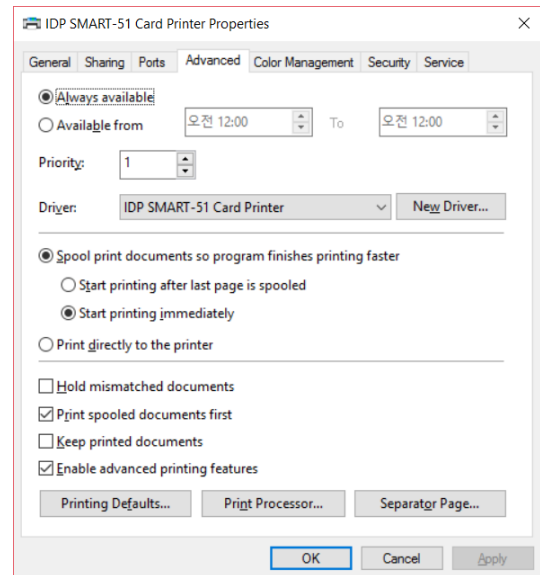 IDP SMART-51 Card Printer Properties
General Sharing Ports Advanced Color Management Security Service
Always available
Available from 오전 12:00 To 오전 12:00
Priority: 1
Driver: IDP SMART-51 Card Printer New Driver...
Spool print documents so program finishes printing faster
Start printing after last page is spooled
Start printing immediately
Print directly to the printer
Hold mismatched documents
Print spooled documents first
Keep printed documents
Enable advanced printing features
Printing Defaults... Print Processor... Separator Page...
OK Cancel Apply